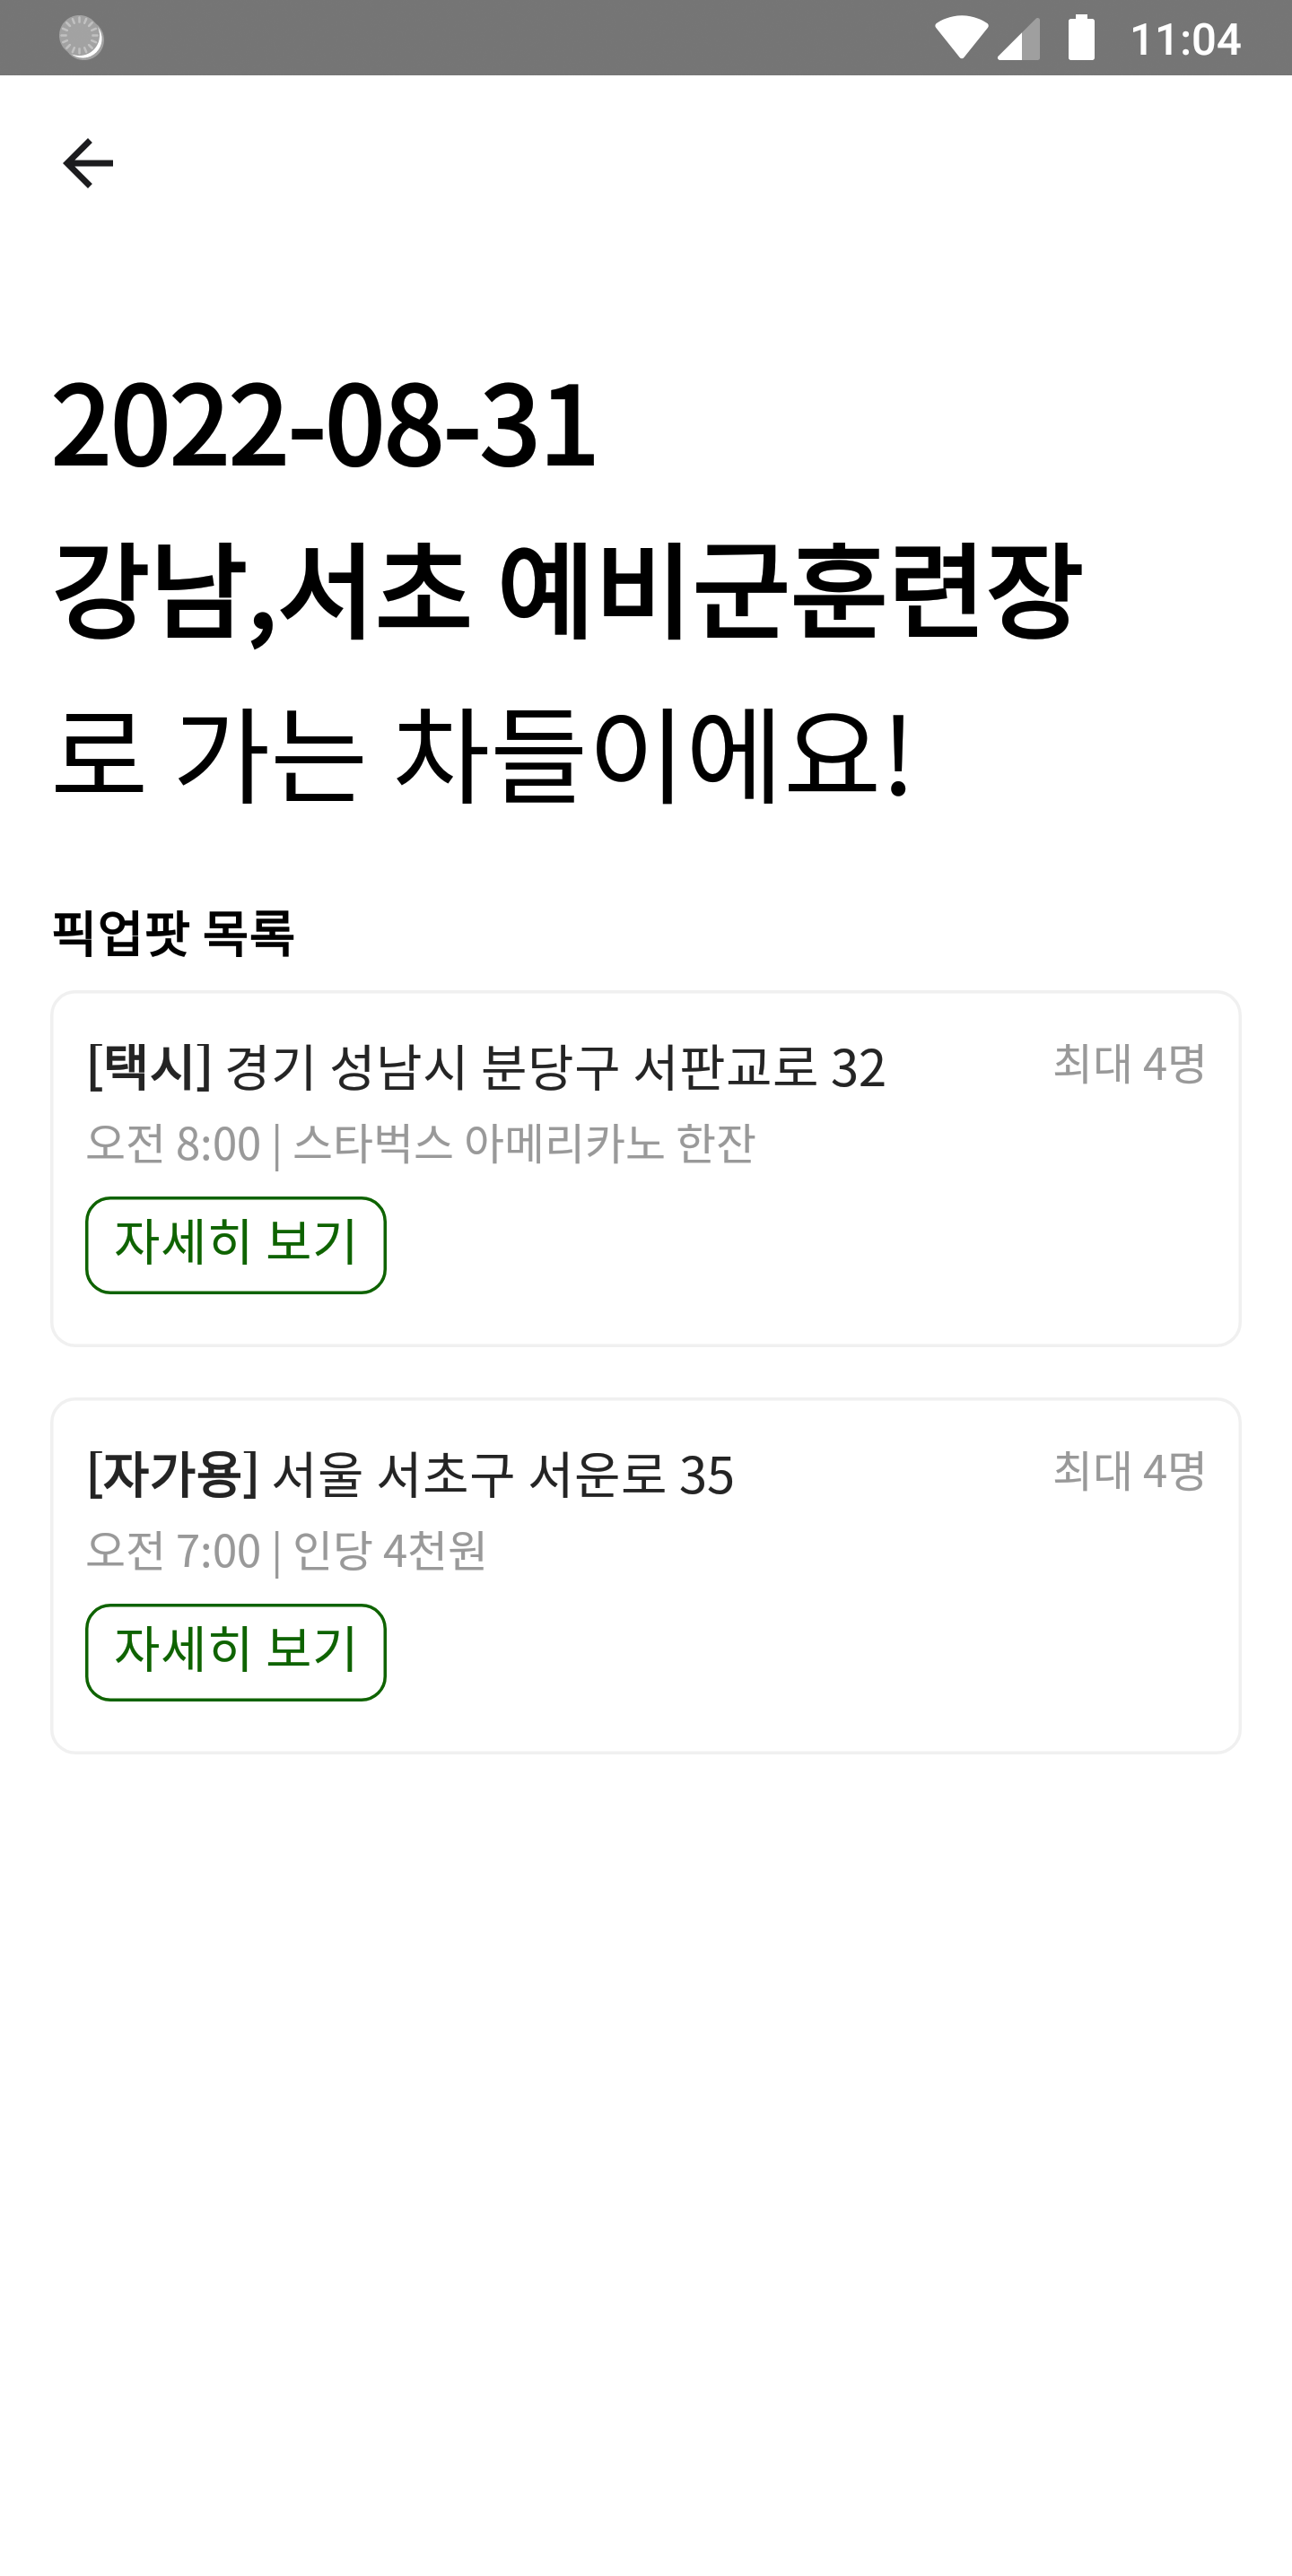 11:04
2022-08-31
강남,서초 예비군훈련장
로 가는 차들이에요!
픽업팟 목록
[택시] 경기 성남시 분당구 서판교로 32
최대 4명
오전 8:00 | 스타벅스 아메리카노 한잔
자세히 보기
[자가용] 서울 서초구 서운로 35
최대 4명
오전 7:00 | 인당 4천원
자세히 보기